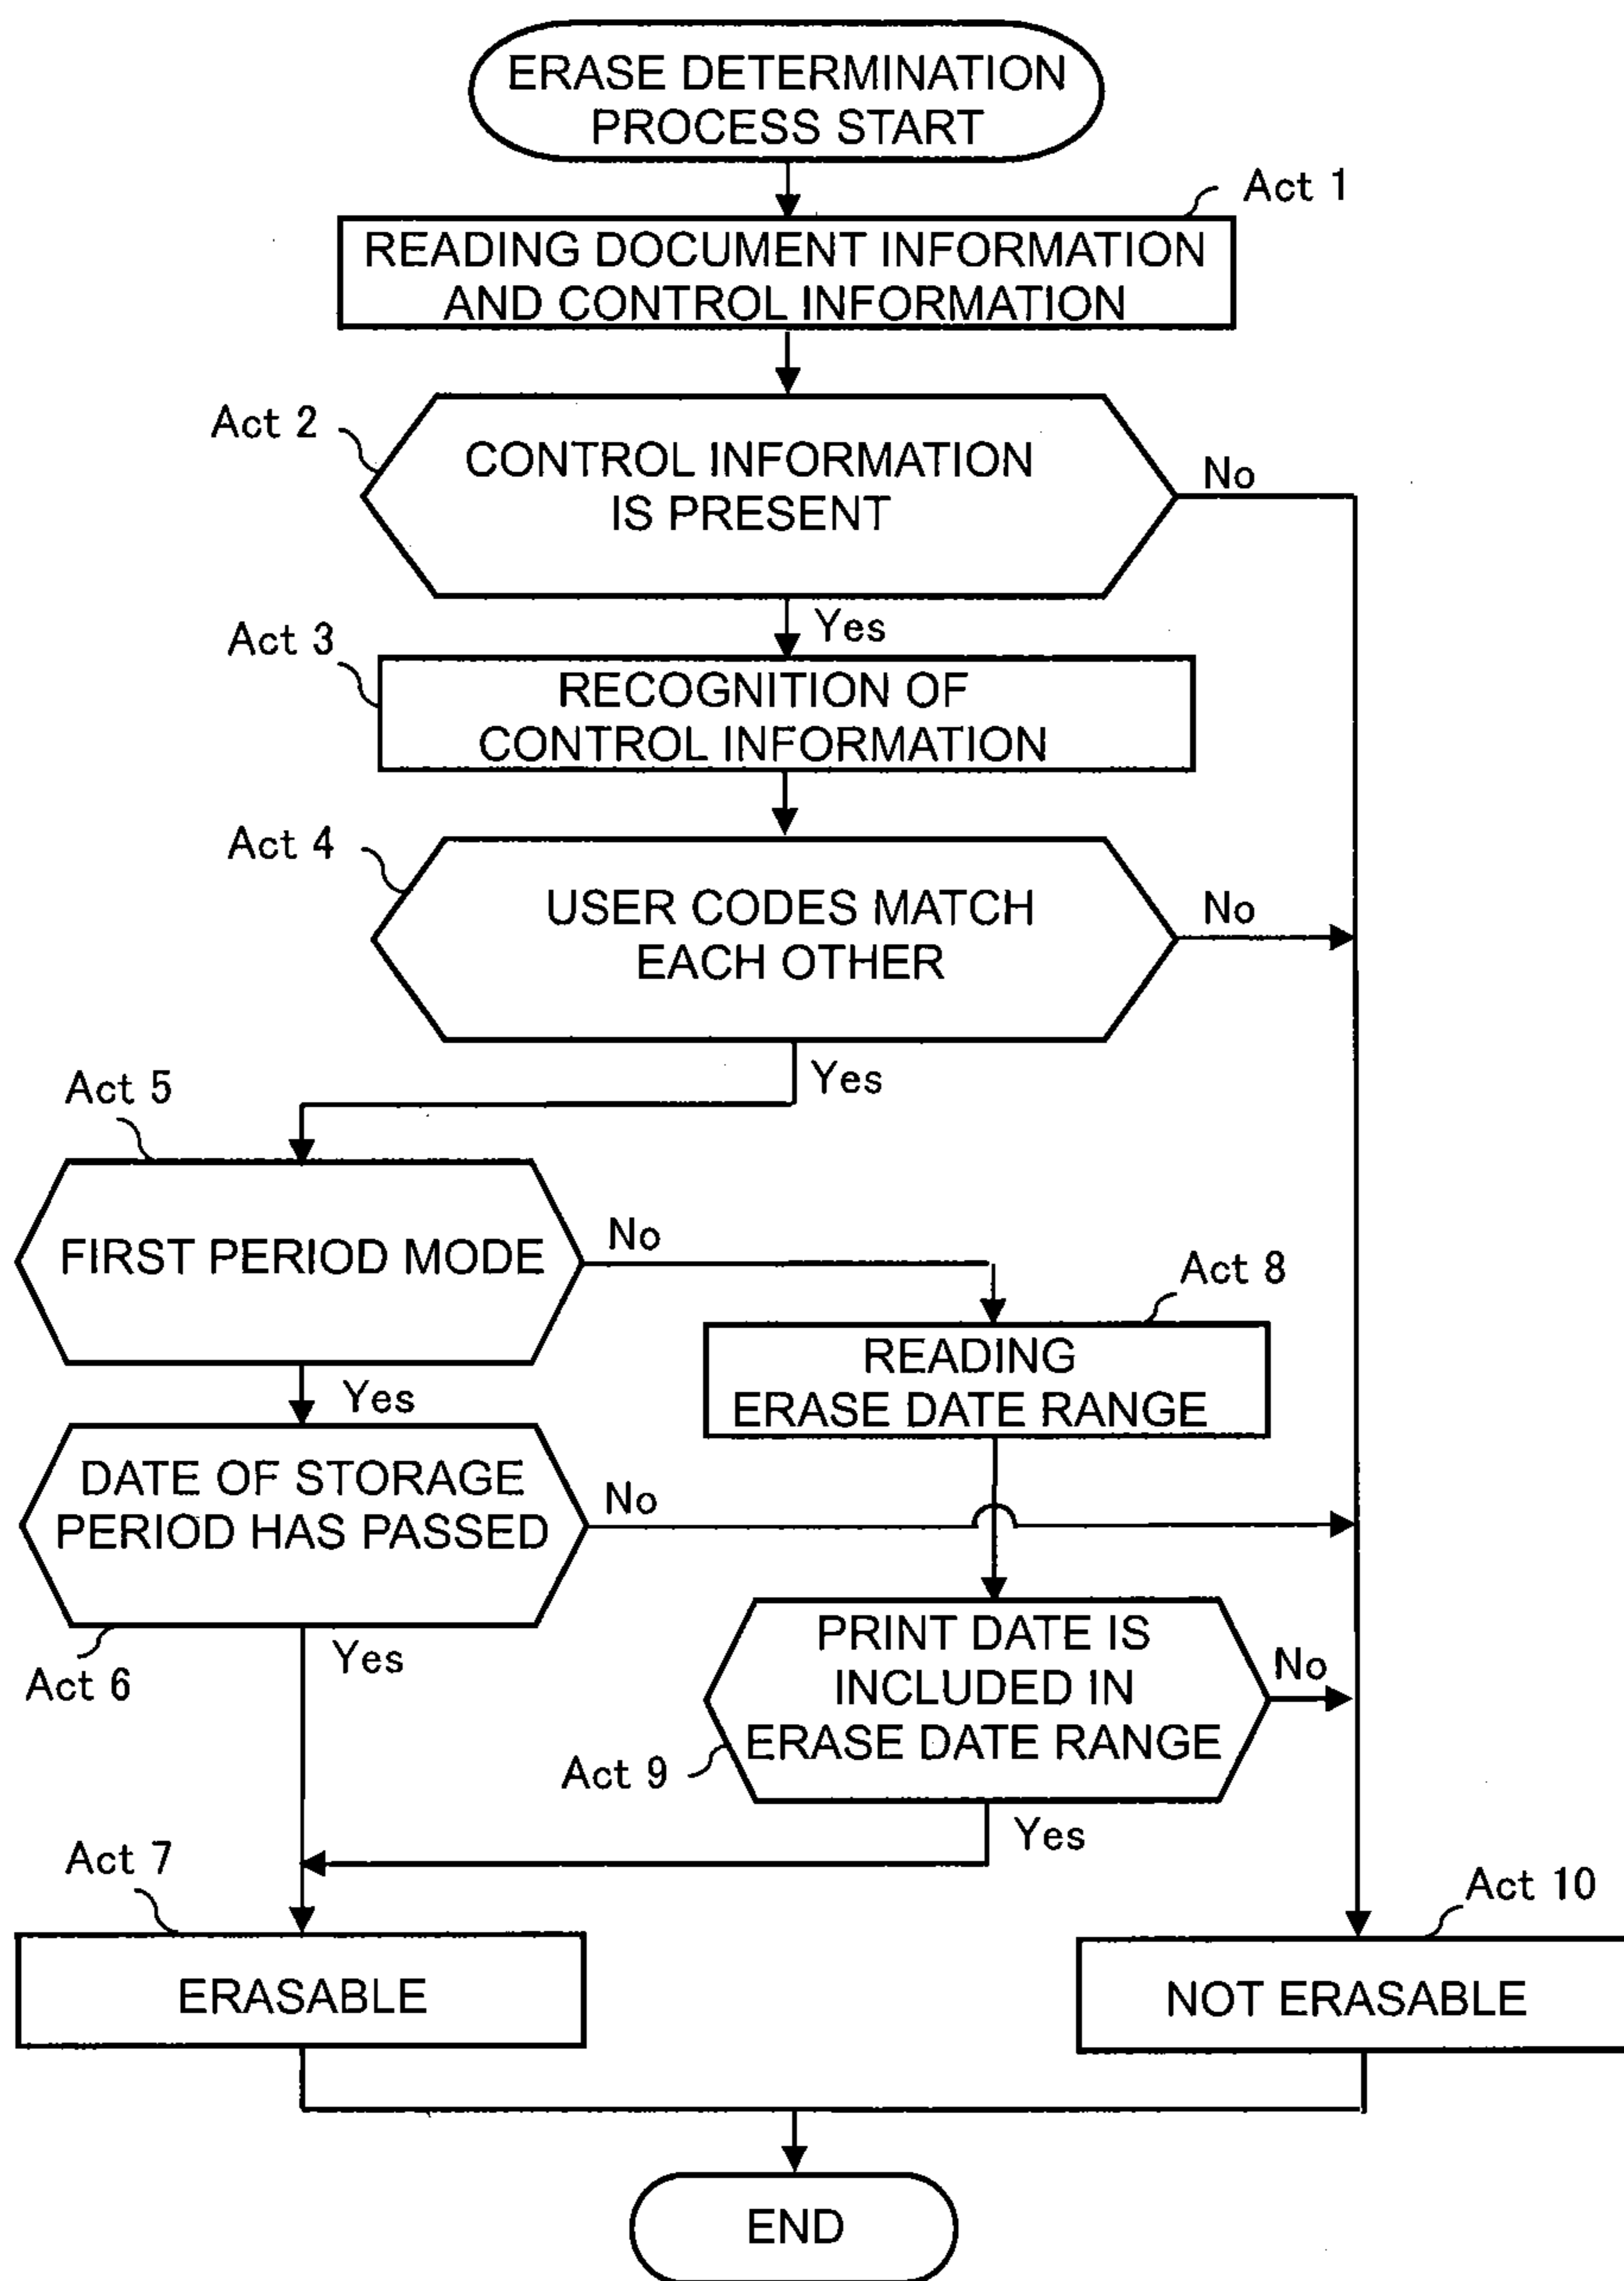 ERASE DETERMINATION
PROCESS START
Act 1
READING DOCUMENT INFORMATION
AND CONTROL INFORMATION
Act 2
CONTROL INFORMATION
IS PRESENT
No
Yes
Act 3
RECOGNITION OF
CONTROL INFORMATION
Act 4
USER CODES MATCH
EACH OTHER
No
Yes
Act 5
FIRST PERIOD MODE
No
Yes
Act 8
READING
ERASE DATE RANGE
DATE OF STORAGE
PERIOD HAS PASSED
No
Act 6
Yes
PRINT DATE IS
INCLUDED IN
ERASE DATE RANGE
No
Act 9
Yes
Act 7
ERASABLE
Act 10
NOT ERASABLE
END